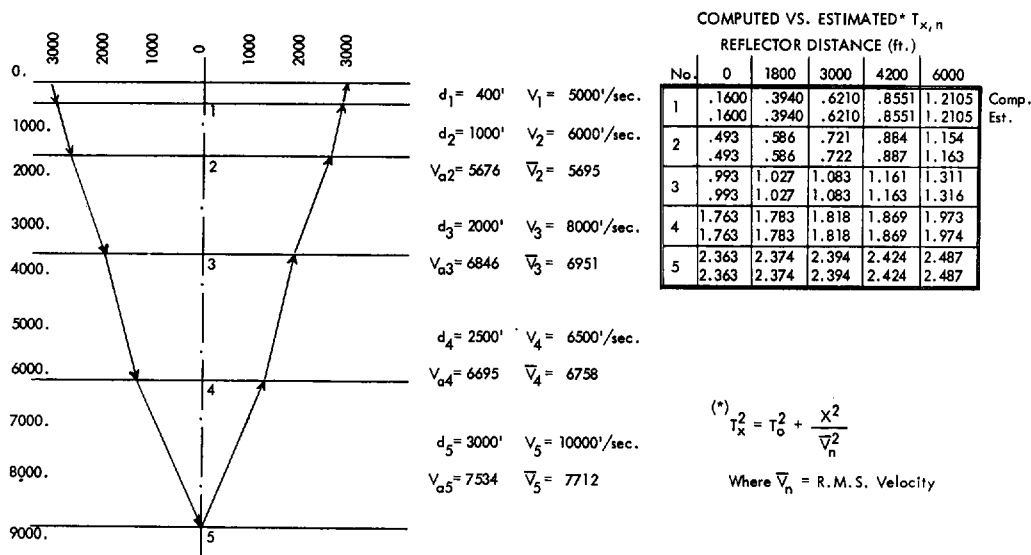 3000 2000 1000 0 1000 2000 3000
0.
1000.
2000.
3000.
4000.
5000.
6000.
7000.
8000.
9000.
1
2
3
4
5
d1= 400' V1= 5000'/sec.
d2= 1000' V2= 6000'/sec.
Va2= 5676 V̅2= 5695
d3= 2000' V3= 8000'/sec.
Va3= 6846 V̅3= 6951
d4= 2500' V4= 6500'/sec.
Va4= 6695 V̅4= 6758
d5= 3000' V5= 10000'/sec.
Va5= 7534 V̅5= 7712
COMPUTED VS. ESTIMATED* Tx,n
REFLECTOR DISTANCE (ft.)
No. 0 1800 3000 4200 6000
1 .1600 .3940 .6210 .8551 1.2105 Comp.
.1600 .3940 .6210 .8551 1.2105 Est.
2 .493 .586 .721 .884 1.154
.493 .586 .722 .887 1.163
3 .993 1.027 1.083 1.161 1.311
.993 1.027 1.083 1.163 1.316
4 1.763 1.783 1.818 1.869 1.973
1.763 1.783 1.818 1.869 1.974
5 2.363 2.374 2.394 2.424 2.487
2.363 2.374 2.394 2.424 2.487
(*) Tx² = To² + X² / V̅n²
Where V̅n = R.M.S. Velocity